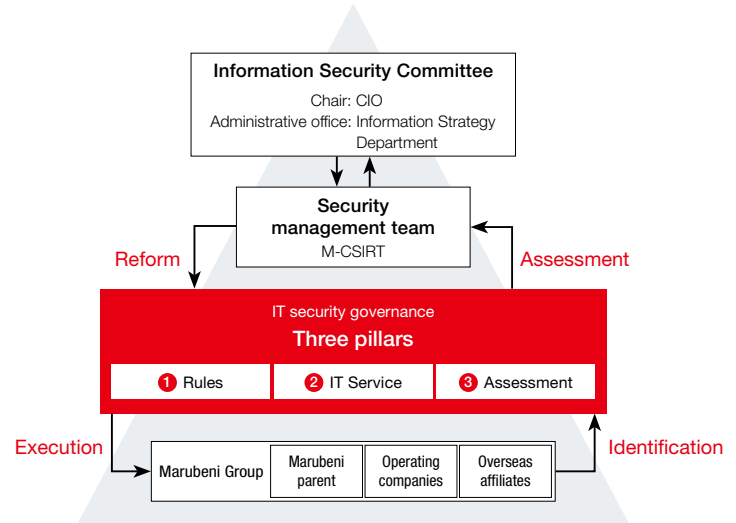 Information Security Committee
Chair: CIO
Administrative office: Information Strategy
Department
Security
management team
M-CSIRT
Reform
Assessment
IT security governance
Three pillars
1 Rules
2 IT Service
3 Assessment
Execution
Identification
Marubeni Group
Marubeni
parent
Operating
companies
Overseas
affiliates